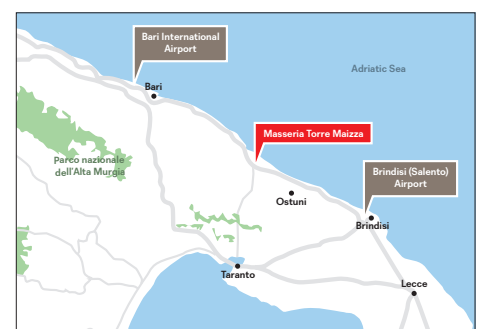 Bari International
Airport
Adriatic Sea
Bari
Masseria Torre Maizza
Parco nazionale
dell'Alta Murgia
Brindisi (Salento)
Airport
Ostuni
Brindisi
Taranto
Lecce